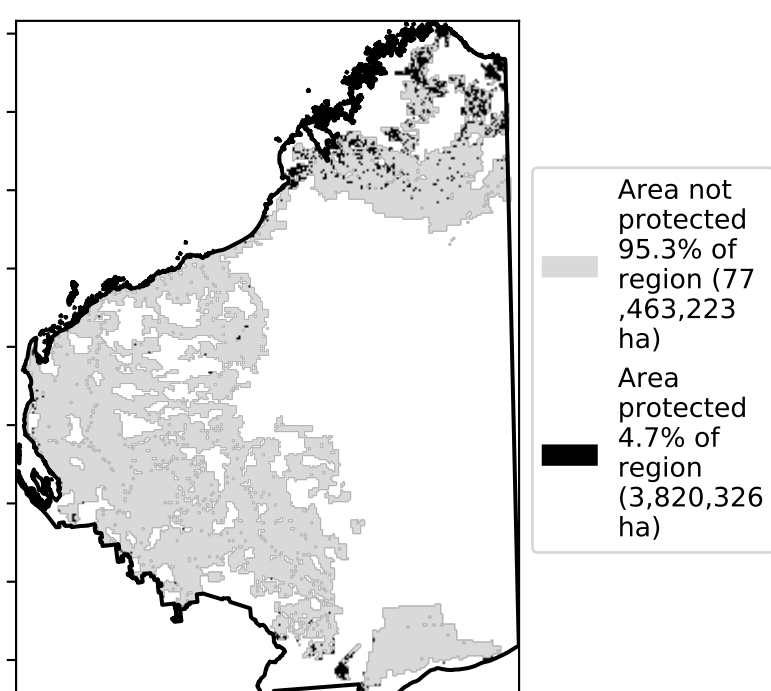 Area not
protected
95.3% of
region (77
,463,223
ha)
Area
protected
4.7% of
region
(3,820,326
ha)